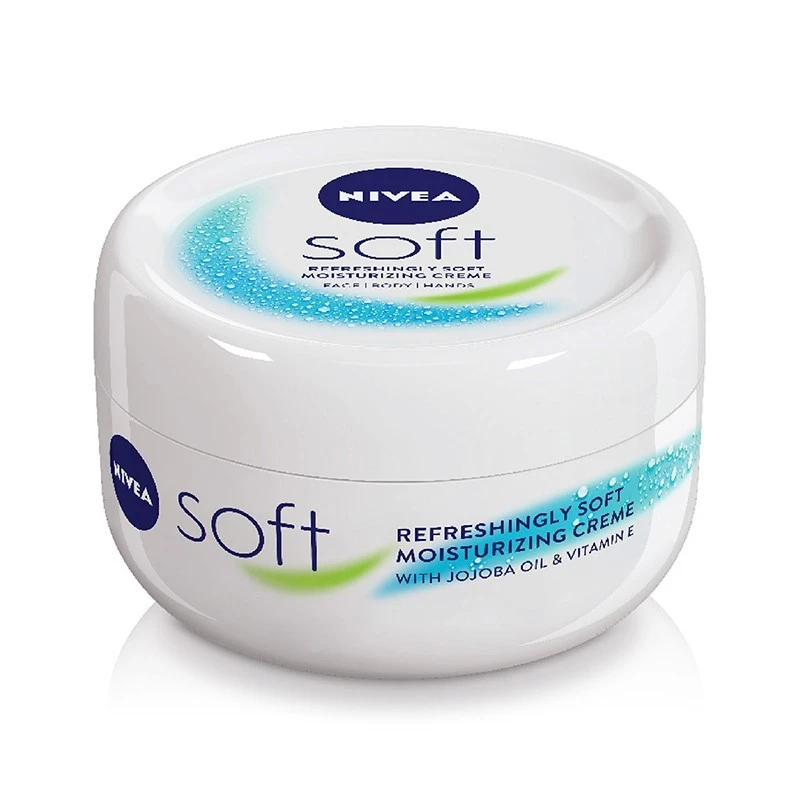 NIVEA
soft
REFRESHINGLY SOFT
MOISTURIZING CREME
FACE | BODY | HANDS
NIVEA
soft
REFRESHINGLY SOFT
MOISTURIZING CREME
WITH JOJOBA OIL & VITAMIN E